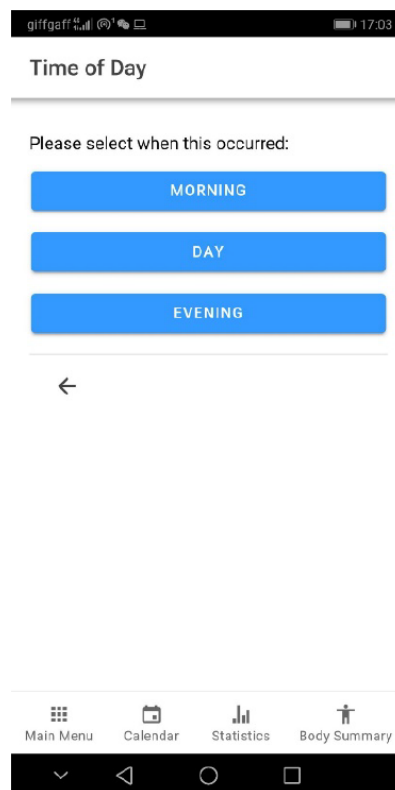 giffgaff 17:03
Time of Day
Please select when this occurred:
MORNING
DAY
EVENING
Main Menu Calendar Statistics Body Summary